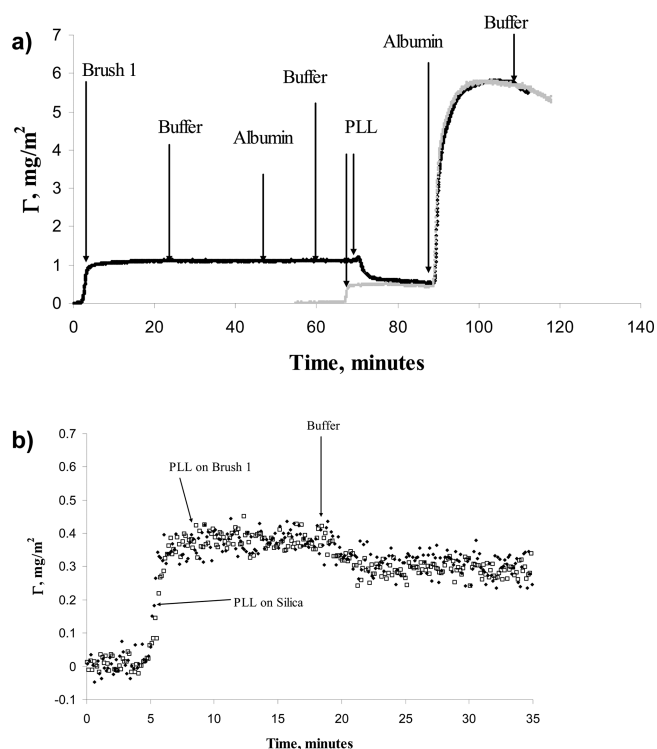 a)
7
6
5
4
3
2
1
0
Γ, mg/m²
Brush 1
Buffer
Albumin
Buffer
PLL
Albumin
Buffer
0 20 40 60 80 100 120 140
Time, minutes
b)
0.7
0.6
0.5
0.4
0.3
0.2
0.1
0
-0.1
Γ, mg/m²
PLL on Brush 1
Buffer
PLL on Silica
0 5 10 15 20 25 30 35
Time, minutes